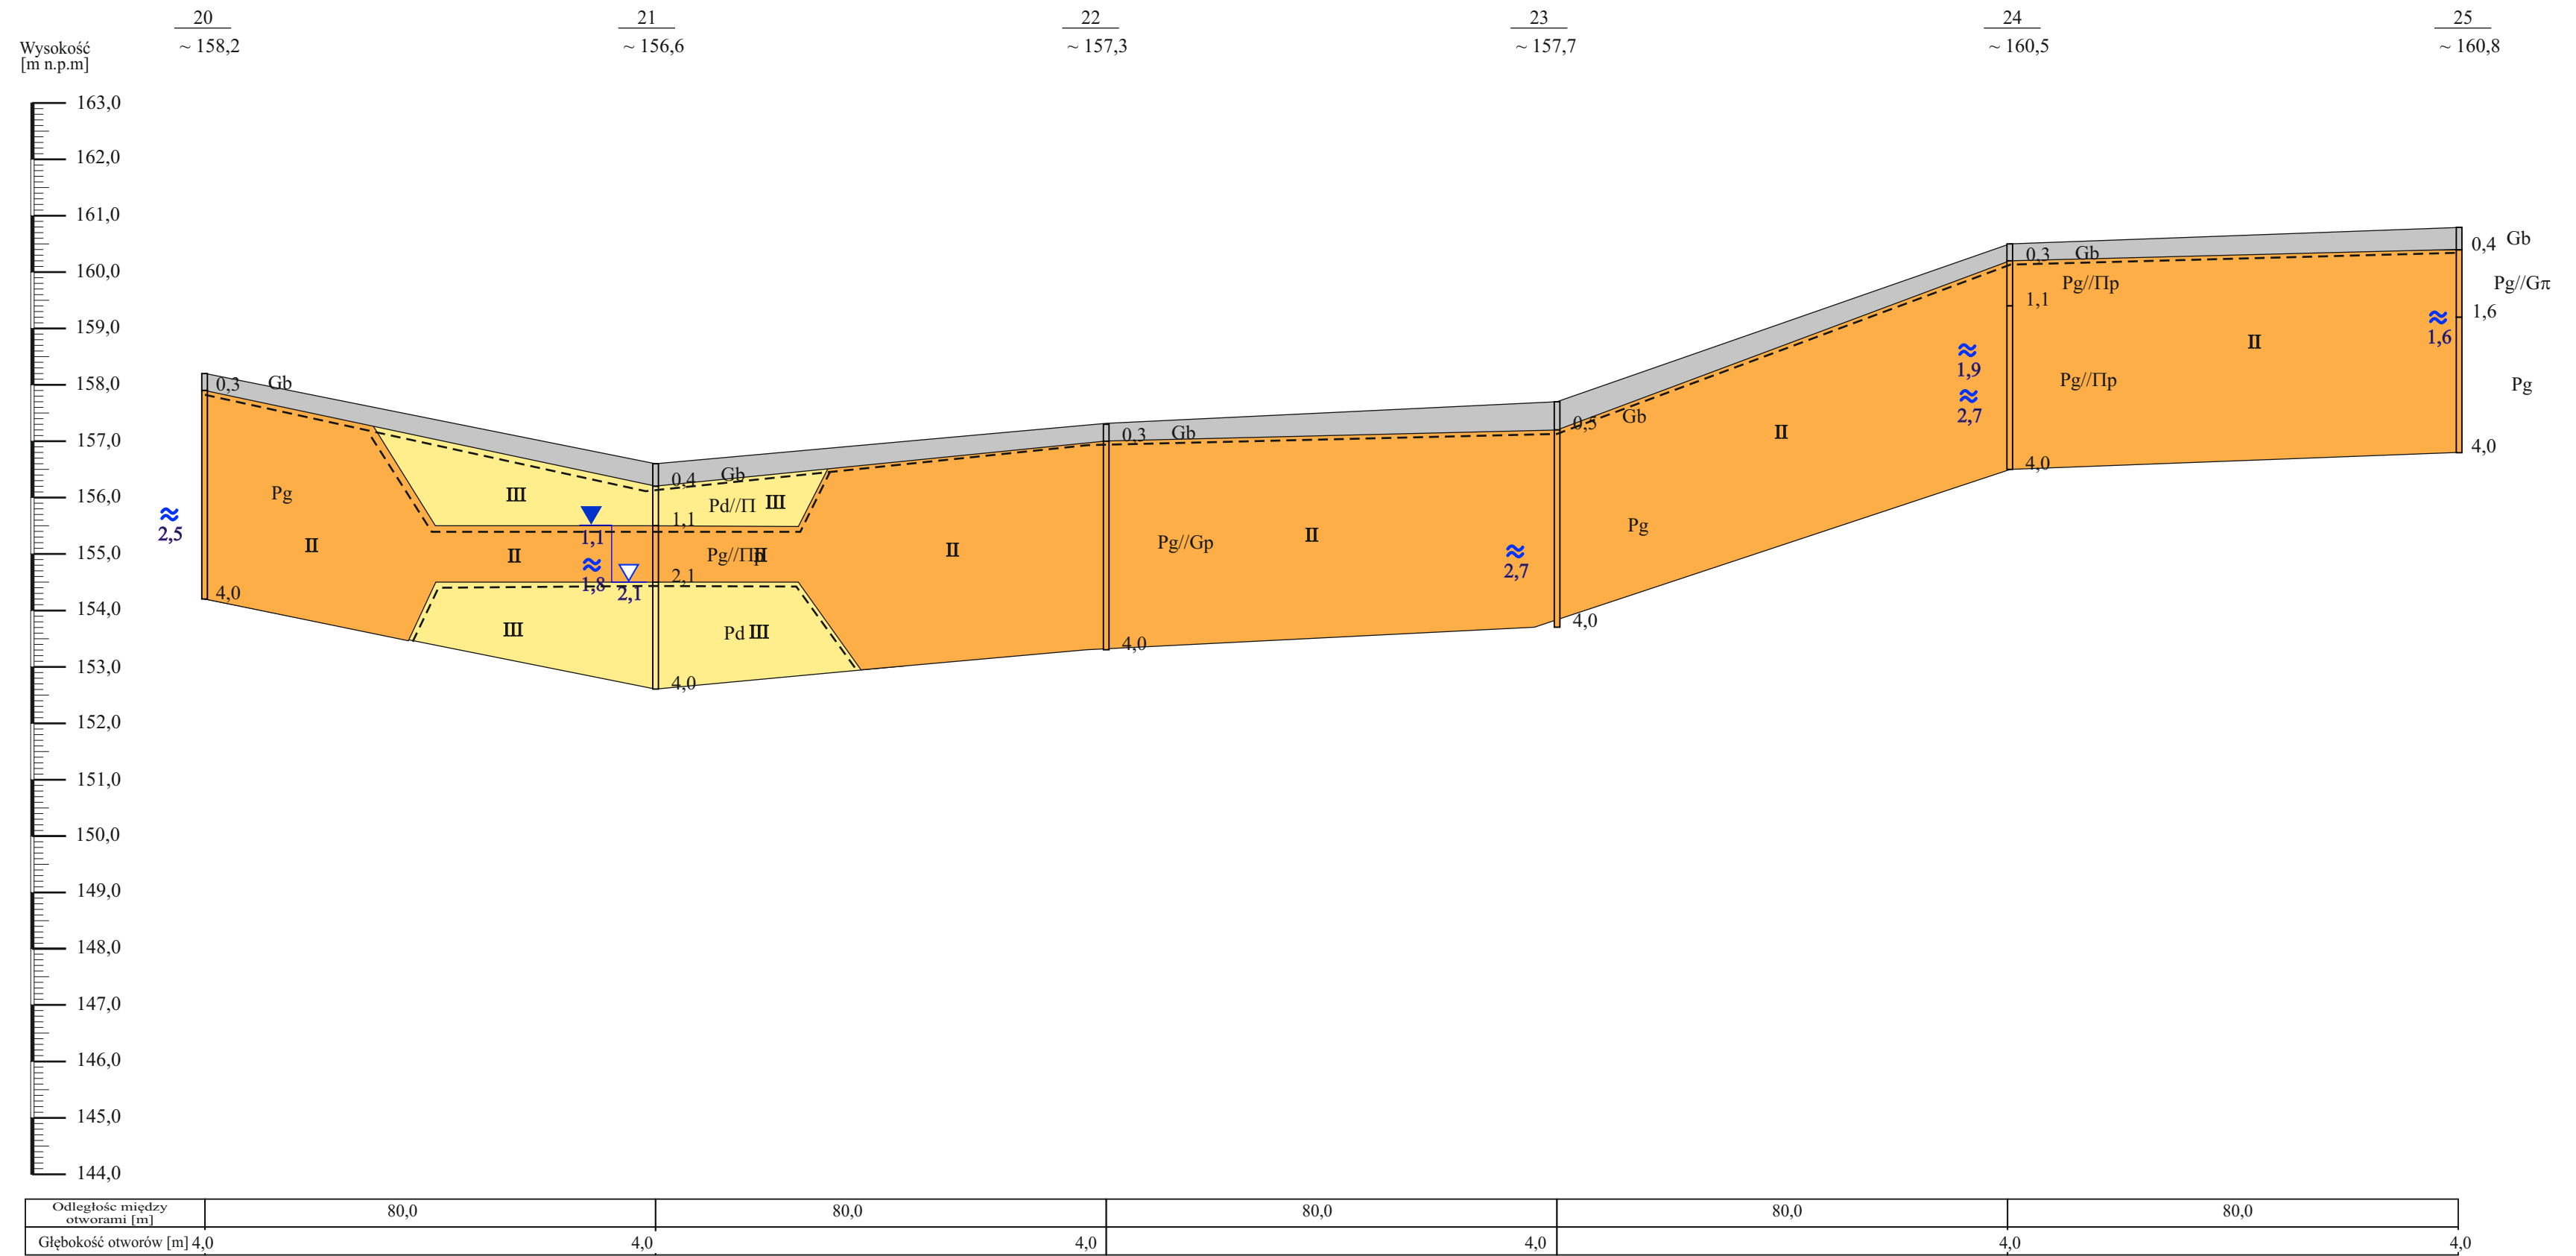 20 21 22 23 24 25
~ 158,2 ~ 156,6 ~ 157,3 ~ 157,7 ~ 160,5 ~ 160,8
Wysokość
[m n.p.m]
163,0
162,0
161,0
0,4 Gb
160,0 0,3 Gb
Pg//Πp Pg//Gπ
1,1 1,6
159,0
1,6
II
≈ 1,9
158,0 0,3 Gb Pg//Πp Pg
≈ 2,7
157,0 0,3 Gb 0,5 Gb II 4,0
0,4 Gb 4,0
156,0 Pg III Pd//Π III
≈ 2,5 1,1 1,1 Pg//Gp II Pg
155,0 II II Pg//Πp II II ≈ 2,7
≈ 1,8 2,1 2,1
154,0 4,0 4,0
III Pd III 4,0
153,0
4,0
152,0
151,0
150,0
149,0
148,0
147,0
146,0
145,0
144,0
Odległośc między
otworami [m] 80,0 80,0 80,0 80,0 80,0
Głębokość otworów [m] 4,0 4,0 4,0 4,0 4,0 4,0